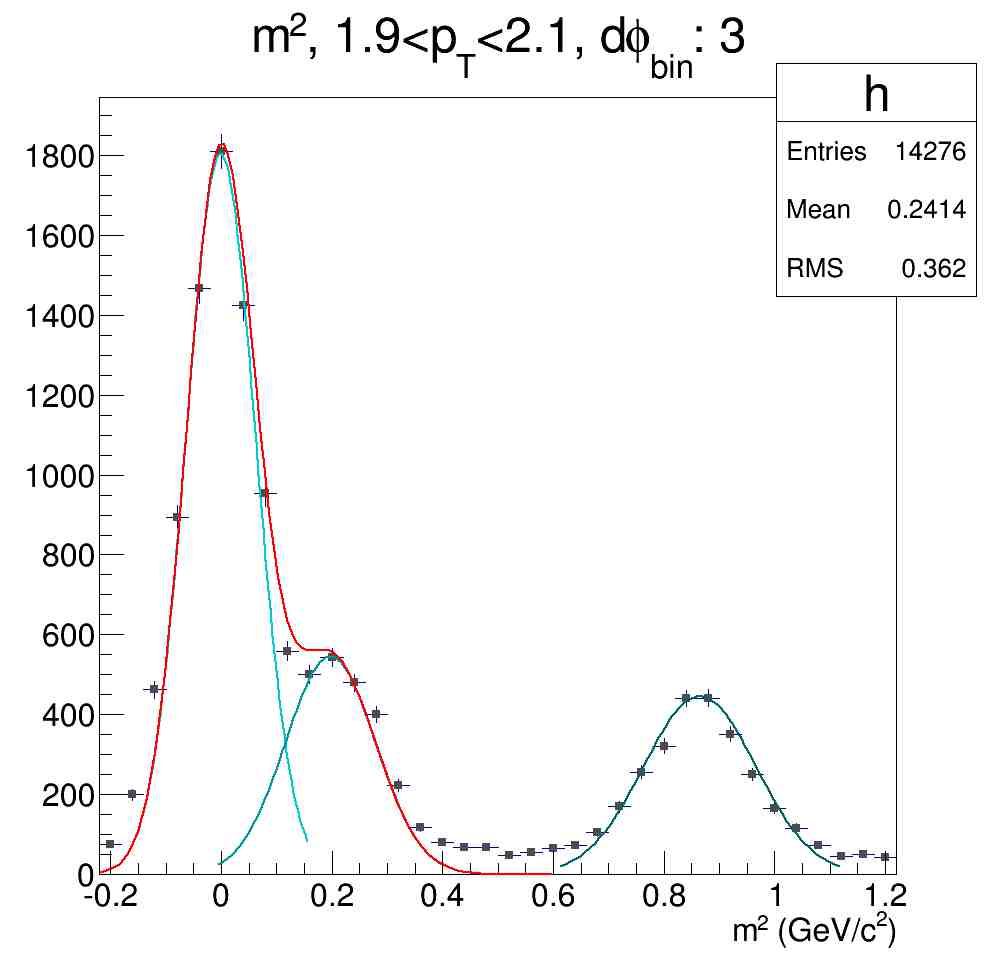 m², 1.9<p_T<2.1, dϕ_bin: 3
h
Entries 14276
Mean 0.2414
RMS 0.362
1800
1600
1400
1200
1000
800
600
400
200
0
-0.2 0 0.2 0.4 0.6 0.8 1 1.2
m² (GeV/c²)